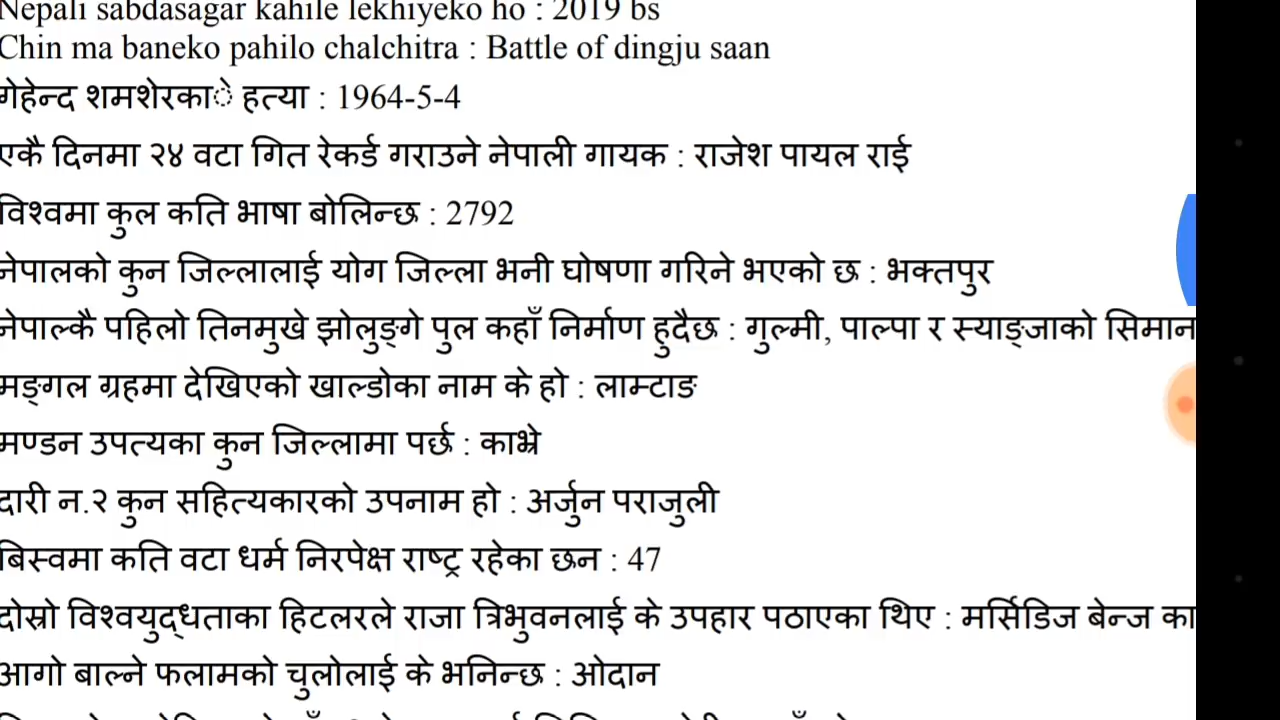 Nepali sabdasagar kahile lekhiyeko ho : 2019 bs
Chin ma baneko pahilo chalchitra : Battle of dingju saan
गेहेन्द शमशेरकाे हत्या : 1964-5-4
एकै दिनमा २४ वटा गित रेकर्ड गराउने नेपाली गायक : राजेश पायल राई
विश्वमा कुल कति भाषा बोलिन्छ : 2792
नेपालको कुन जिल्लालाई योग जिल्ला भनी घोषणा गरिने भएको छ : भक्तपुर
नेपाल्कै पहिलो तिनमुखे झोलुङ्गे पुल कहाँ निर्माण हुदैछ : गुल्मी, पाल्पा र स्याङ्जाको सिमान
मङ्गल ग्रहमा देखिएको खाल्डोका नाम के हो : लाम्टाङ
मण्डन उपत्यका कुन जिल्लामा पर्छ : काभ्रे
दारी न.२ कुन सहित्यकारको उपनाम हो : अर्जुन पराजुली
बिस्वमा कति वटा धर्म निरपेक्ष राष्ट्र रहेका छन : 47
दोस्रो विश्वयुद्धताका हिटलरले राजा त्रिभुवनलाई के उपहार पठाएका थिए : मर्सिडिज बेन्ज का
आगो बाल्ने फलामको चुलोलाई के भनिन्छ : ओदान